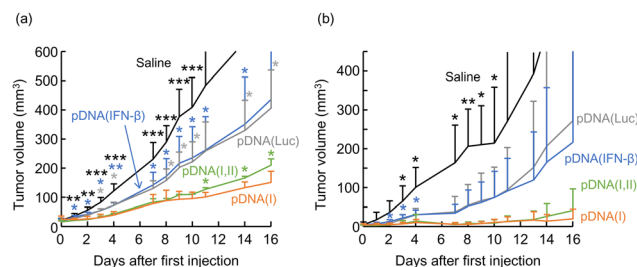 (a)
Tumor volume (mm³)
600
500
400
300
200
100
0
Saline
pDNA(IFN-β)
pDNA(Luc)
pDNA(I,II)
pDNA(I)
** ** *** *** *** *** *** ***
* * * ** * * * * * * *
0 2 4 6 8 10 12 14 16
Days after first injection
(b)
Tumor volume (mm³)
400
300
200
100
50
0
Saline
pDNA(Luc)
pDNA(IFN-β)
pDNA(I,II)
pDNA(I)
* * * * ** * *
* * *
0 2 4 6 8 10 12 14 16
Days after first injection